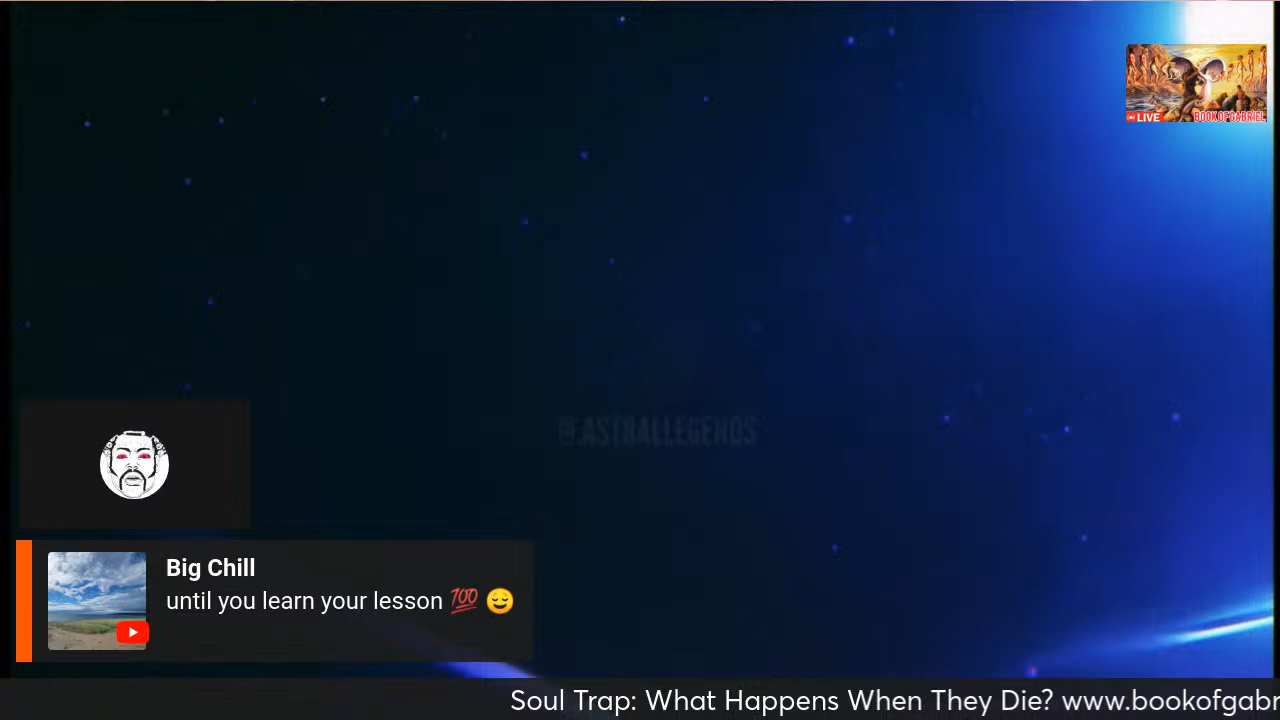 LIVE
BOOK OF GABRIEL
@ASTRALLEGENDS
Big Chill
until you learn your lesson 💯 😌
Soul Trap: What Happens When They Die? www.bookofgabr